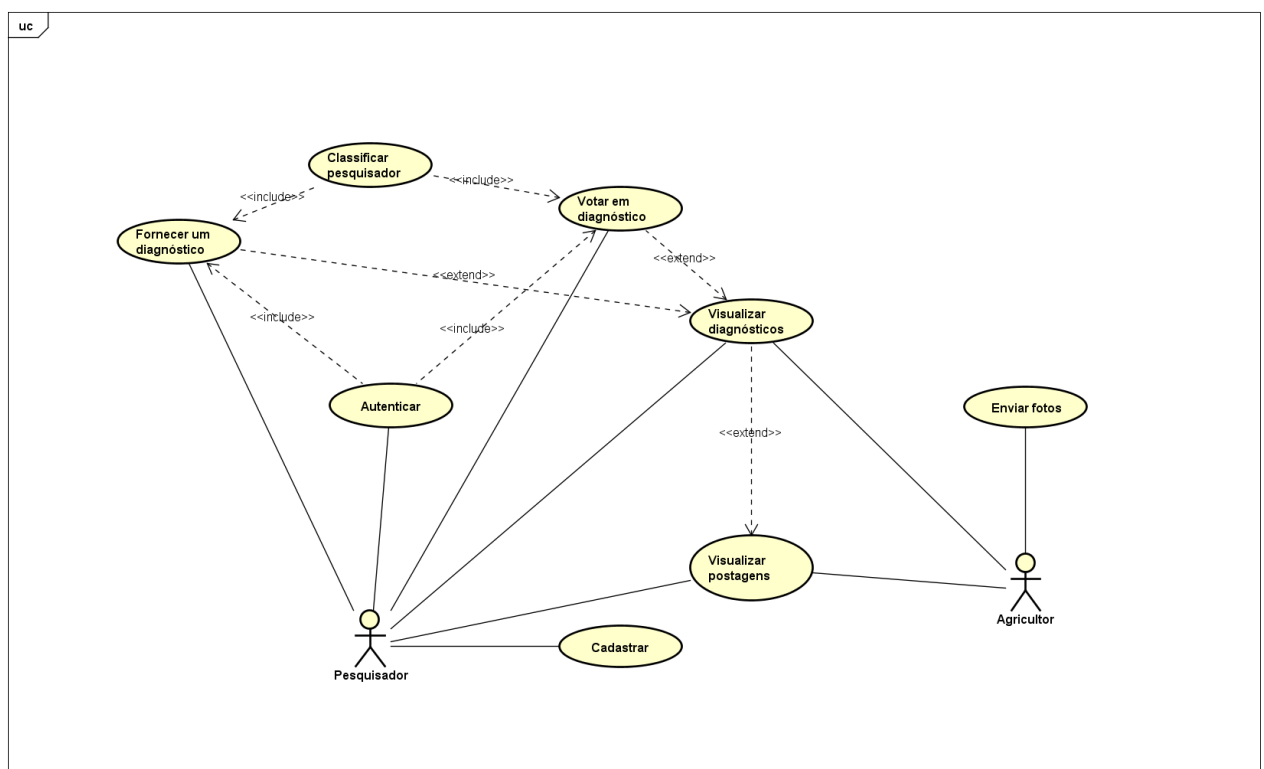 uc
Classificar
pesquisador
<<include>>
<<include>>
Votar em
diagnóstico
Fornecer um
diagnóstico
<<extend>>
<<extend>>
<<include>>
<<include>>
Visualizar
diagnósticos
Autenticar
Enviar fotos
<<extend>>
Visualizar
postagens
Agricultor
Cadastrar
Pesquisador